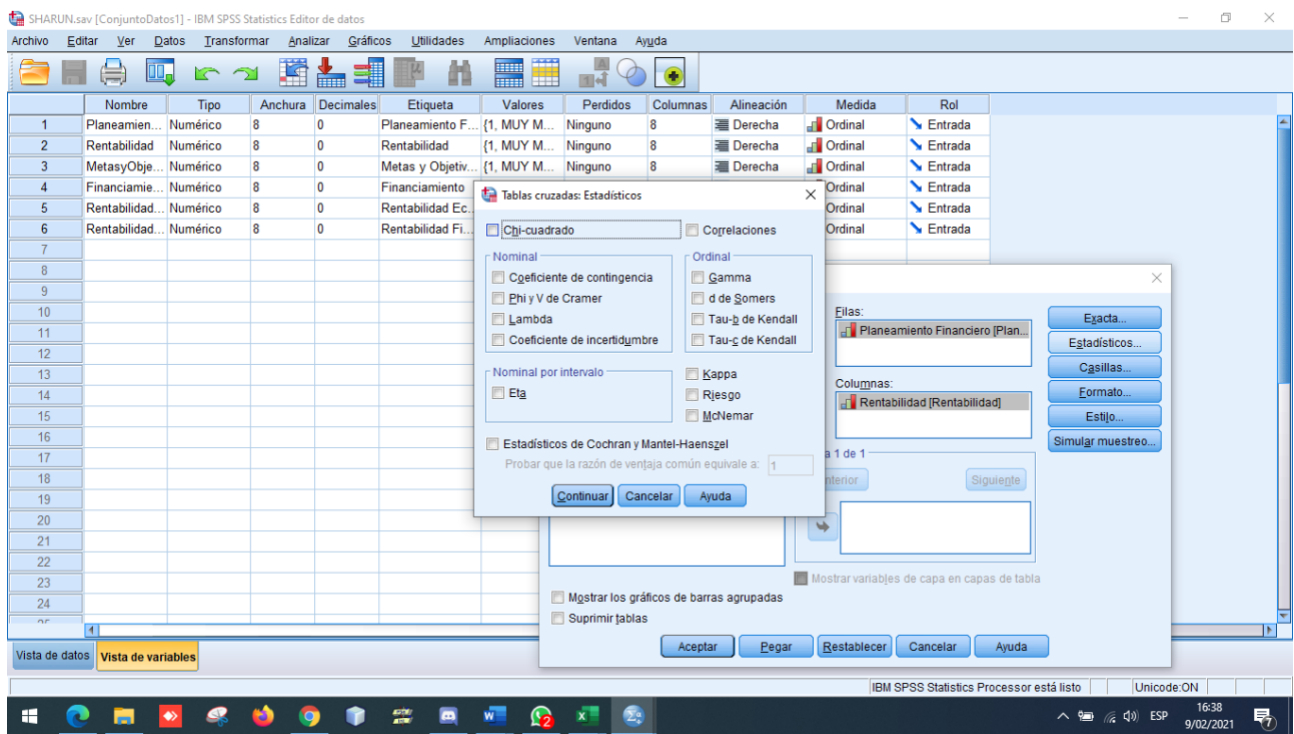 SHARUN.sav [ConjuntoDatos1] - IBM SPSS Statistics Editor de datos
Archivo Editar Ver Datos Transformar Analizar Gráficos Utilidades Ampliaciones Ventana Ayuda
Nombre Tipo Anchura Decimales Etiqueta Valores Perdidos Columnas Alineación Medida Rol
1 Planeamien... Numérico 8 0 Planeamiento F... {1, MUY M... Ninguno 8 Derecha Ordinal Entrada
2 Rentabilidad Numérico 8 0 Rentabilidad {1, MUY M... Ninguno 8 Derecha Ordinal Entrada
3 MetasyObje... Numérico 8 0 Metas y Objetiv... {1, MUY M... Ninguno 8 Derecha Ordinal Entrada
4 Financiamie... Numérico 8 0 Financiamiento Ordinal Entrada
5 Rentabilidad... Numérico 8 0 Rentabilidad Ec... Ordinal Entrada
6 Rentabilidad... Numérico 8 0 Rentabilidad Fi... Ordinal Entrada
7
8
9
10
11
12
13
14
15
16
17
18
19
20
21
22
23
24
Tablas cruzadas: Estadísticos
Chi-cuadrado Correlaciones
Nominal Ordinal
Coeficiente de contingencia Gamma
Phi y V de Cramer d de Somers
Lambda Tau-b de Kendall
Coeficiente de incertidumbre Tau-c de Kendall
Nominal por intervalo Kappa
Eta Riesgo
McNemar
Estadísticos de Cochran y Mantel-Haenszel
Probar que la razón de ventaja común equivale a: 1
Continuar Cancelar Ayuda
Filas:
Planeamiento Financiero [Plan...
Columnas:
Rentabilidad [Rentabilidad]
Exacta...
Estadísticos...
Casillas...
Formato...
Estilo...
Simular muestreo...
a 1 de 1
nterior Siguiente
Mostrar variables de capa en capas de tabla
Mostrar los gráficos de barras agrupadas
Suprimir tablas
Aceptar Pegar Restablecer Cancelar Ayuda
Vista de datos Vista de variables
IBM SPSS Statistics Processor está listo Unicode:ON
ESP 16:38
9/02/2021